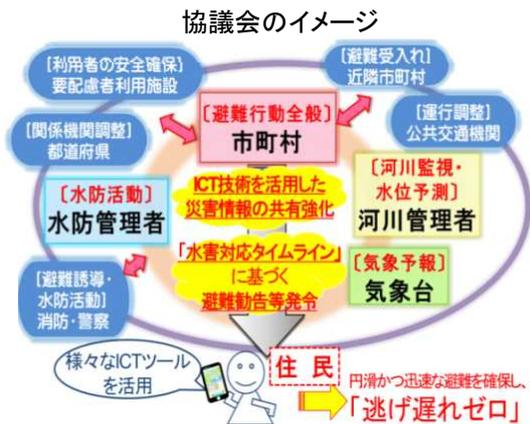 協議会のイメージ
〔利用者の安全確保〕
要配慮者利用施設
〔避難受入れ〕
近隣市町村
〔関係機関調整〕
都道府県
〔避難行動全般〕
市町村
〔運行調整〕
公共交通機関
〔水防活動〕
水防管理者
ICT技術を活用した
災害情報の共有強化
〔河川監視・
水位予測〕
河川管理者
「水害対応タイムライン」
に基づく
避難勧告等発令
〔気象予報〕
気象台
〔避難誘導・
水防活動〕
消防・警察
様々なICTツール
を活用
住民
円滑かつ迅速な避難を確保し、
「逃げ遅れゼロ」